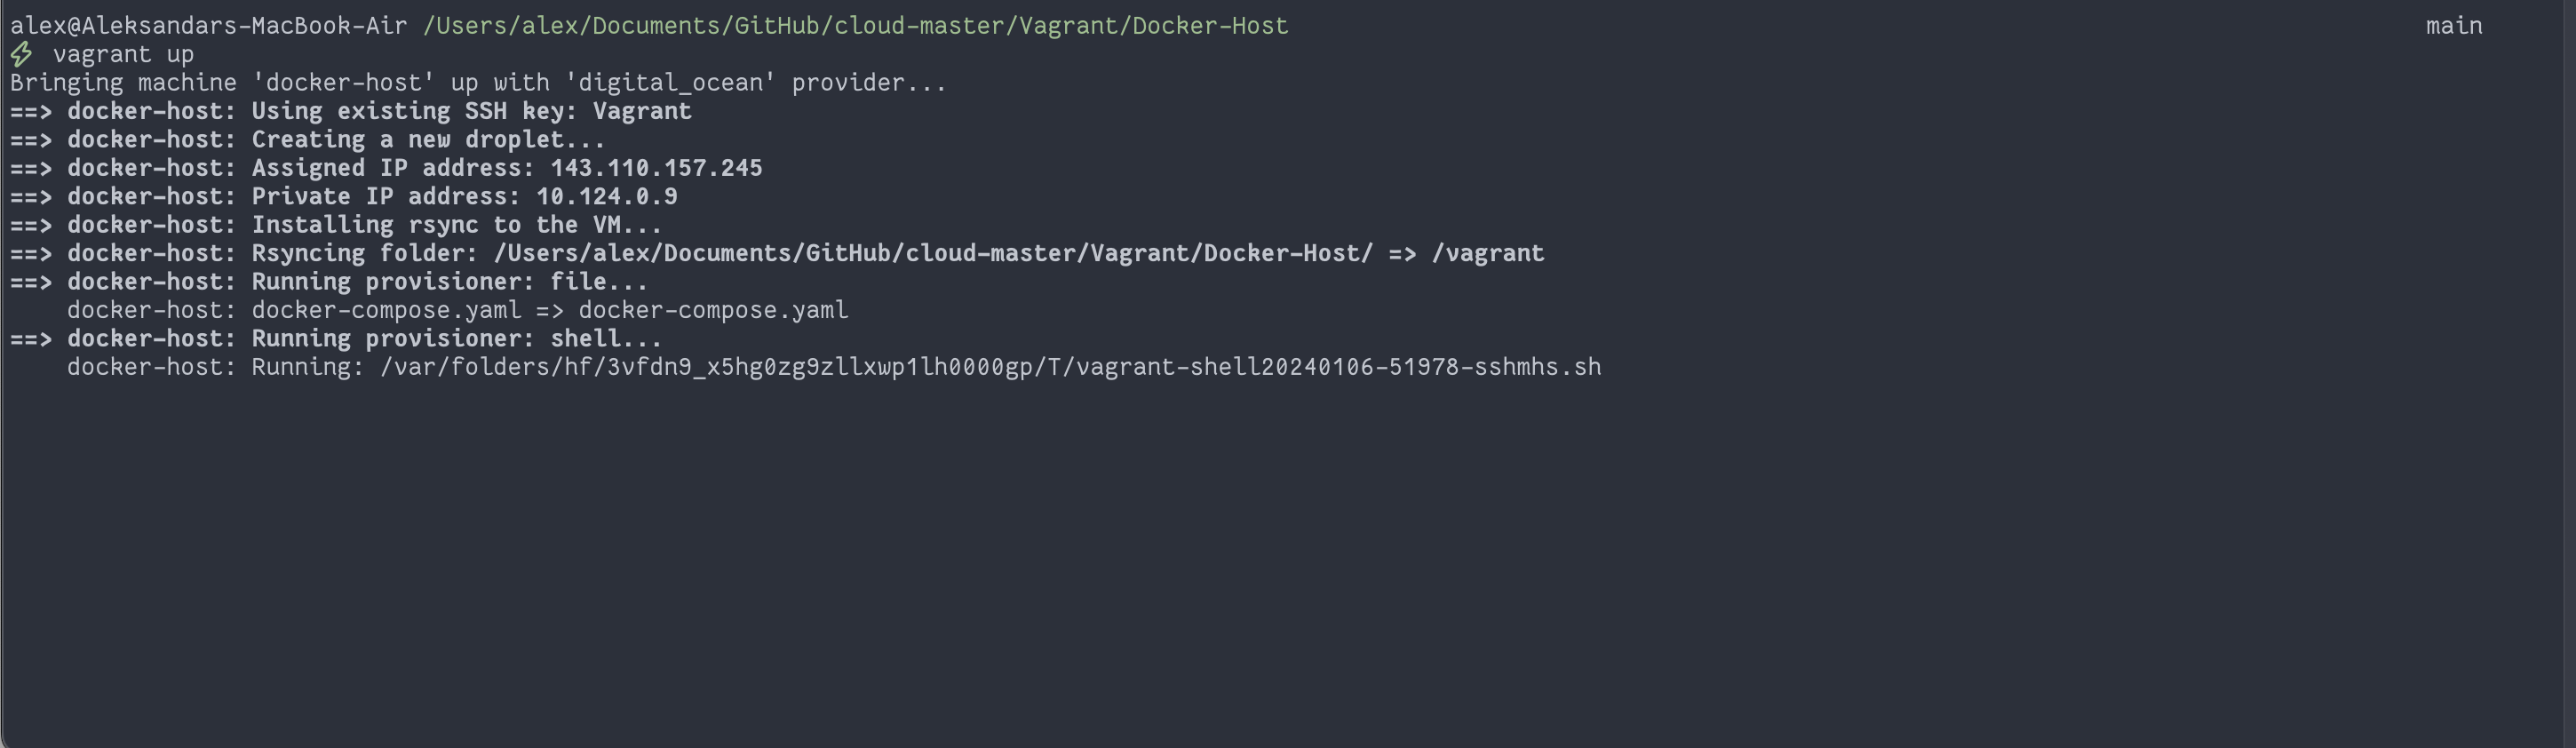 alex@Aleksandars-MacBook-Air /Users/alex/Documents/GitHub/cloud-master/Vagrant/Docker-Host main
⚡ vagrant up
Bringing machine 'docker-host' up with 'digital_ocean' provider...
==> docker-host: Using existing SSH key: Vagrant
==> docker-host: Creating a new droplet...
==> docker-host: Assigned IP address: 143.110.157.245
==> docker-host: Private IP address: 10.124.0.9
==> docker-host: Installing rsync to the VM...
==> docker-host: Rsyncing folder: /Users/alex/Documents/GitHub/cloud-master/Vagrant/Docker-Host/ => /vagrant
==> docker-host: Running provisioner: file...
    docker-host: docker-compose.yaml => docker-compose.yaml
==> docker-host: Running provisioner: shell...
    docker-host: Running: /var/folders/hf/3vfdn9_x5hg0zg9zllxwp1lh0000gp/T/vagrant-shell20240106-51978-sshmhs.sh